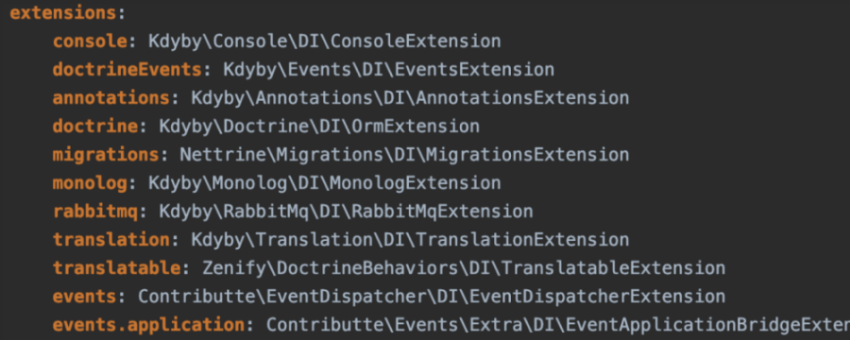 extensions:
console: Kdyby\Console\DI\ConsoleExtension
doctrineEvents: Kdyby\Events\DI\EventsExtension
annotations: Kdyby\Annotations\DI\AnnotationsExtension
doctrine: Kdyby\Doctrine\DI\OrmExtension
migrations: Nettrine\Migrations\DI\MigrationsExtension
monolog: Kdyby\Monolog\DI\MonologExtension
rabbitmq: Kdyby\RabbitMq\DI\RabbitMqExtension
translation: Kdyby\Translation\DI\TranslationExtension
translatable: Zenify\DoctrineBehaviors\DI\TranslatableExtension
events: Contributte\EventDispatcher\DI\EventDispatcherExtension
events.application: Contributte\Events\Extra\DI\EventApplicationBridgeExten